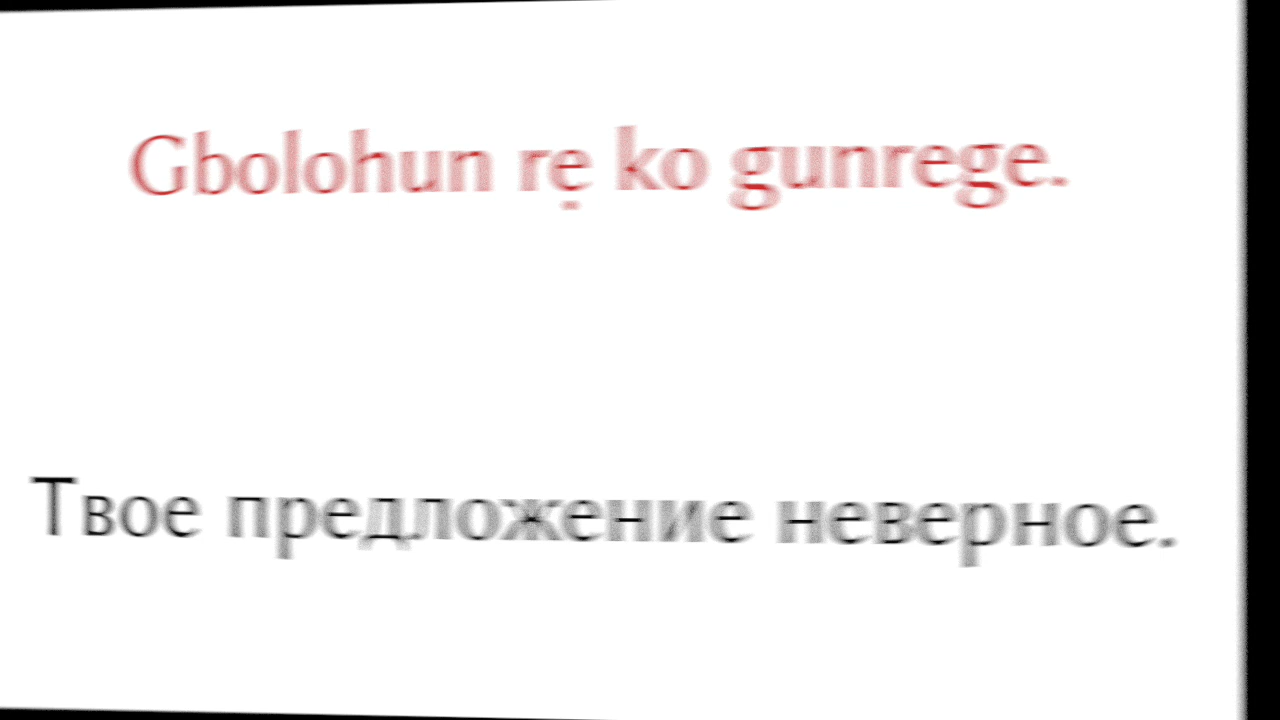 Gbolohun rẹ ko gunrege.
Твое предложение неверное.